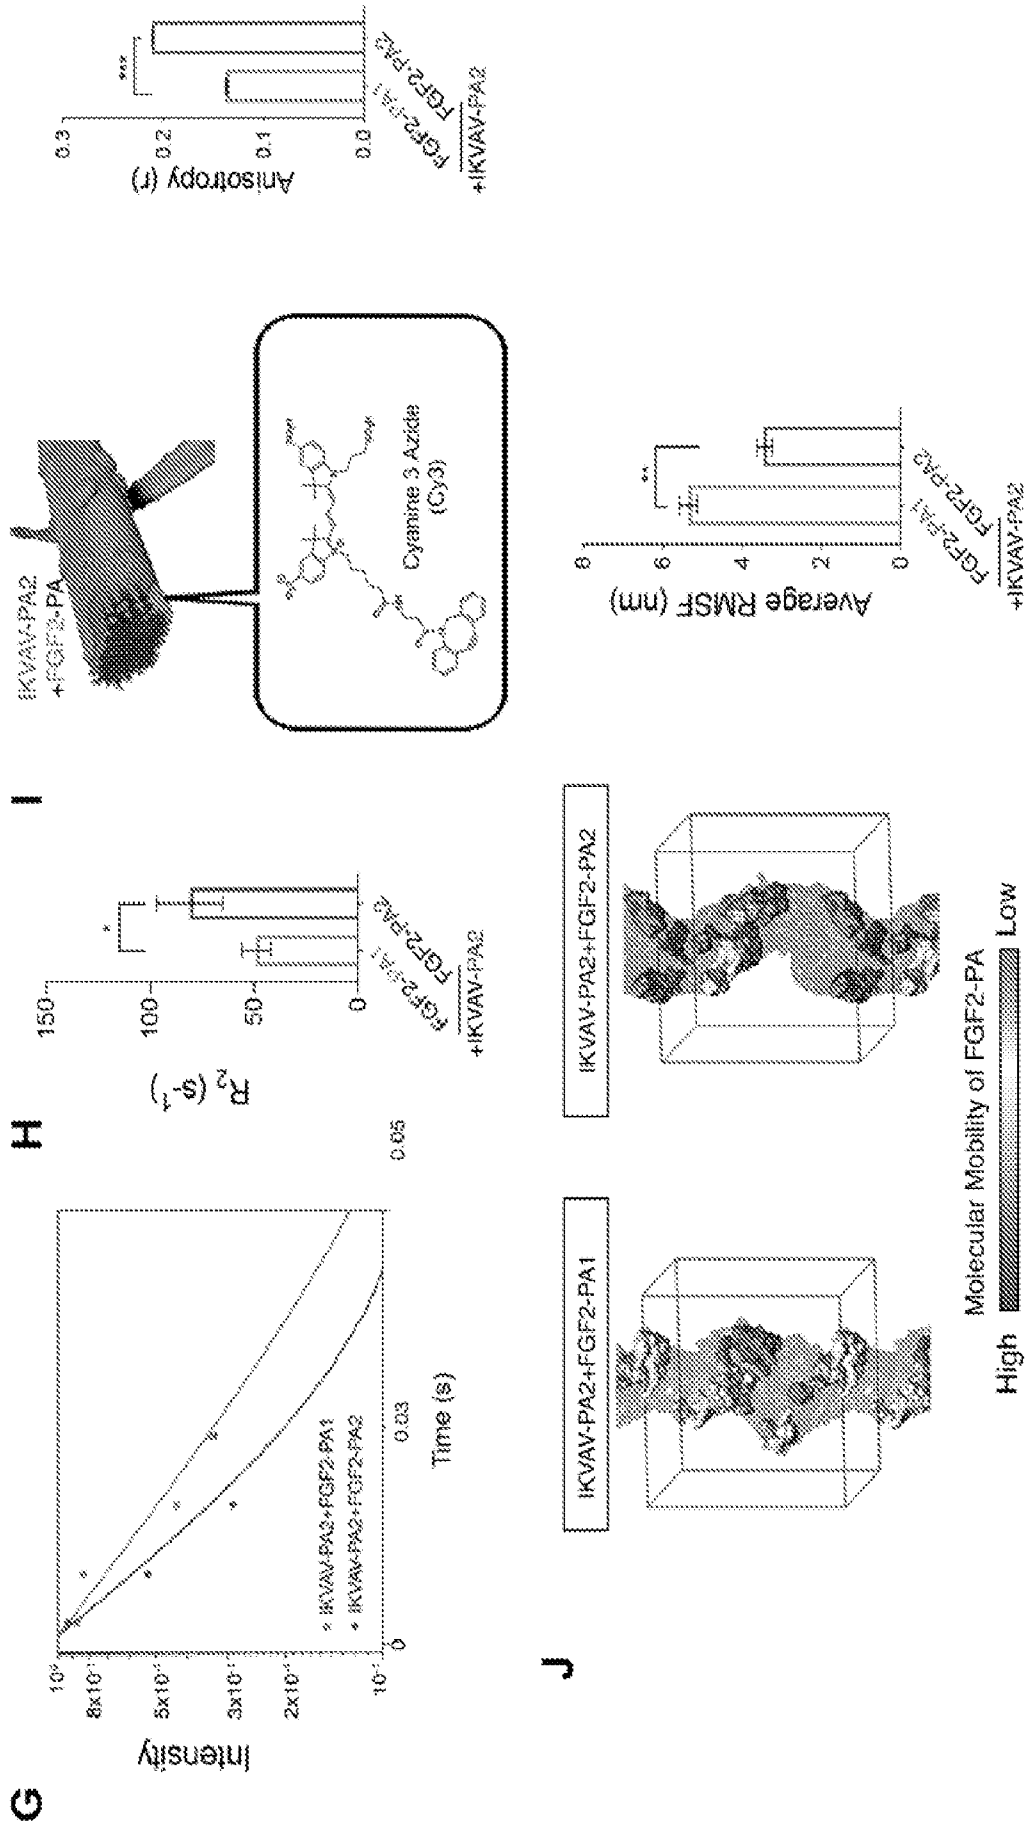 G
Intensity
10⁰
8x10⁻¹
5x10⁻¹
3x10⁻¹
2x10⁻¹
10⁻¹
IKVAV-PA2+FGF2-PA1
IKVAV-PA2+FGF2-PA2
0
0.03
0.05
Time (s)
H
R₂ (s⁻¹)
150
100
50
0
*
FGF2-PA1
FGF2-PA2
+IKVAV-PA2
I
IKVAV-PA2
+FGF2-PA
Cyanine 3 Azide
(Cy3)
Anisotropy (r)
0.3
0.2
0.1
0.0
***
FGF2-PA1
FGF2-PA2
+IKVAV-PA2
J
IKVAV-PA2+FGF2-PA1
IKVAV-PA2+FGF2-PA2
Molecular Mobility of FGF2-PA
High
Low
Average RMSF (nm)
8
6
4
2
0
**
FGF2-PA1
FGF2-PA2
+IKVAV-PA2